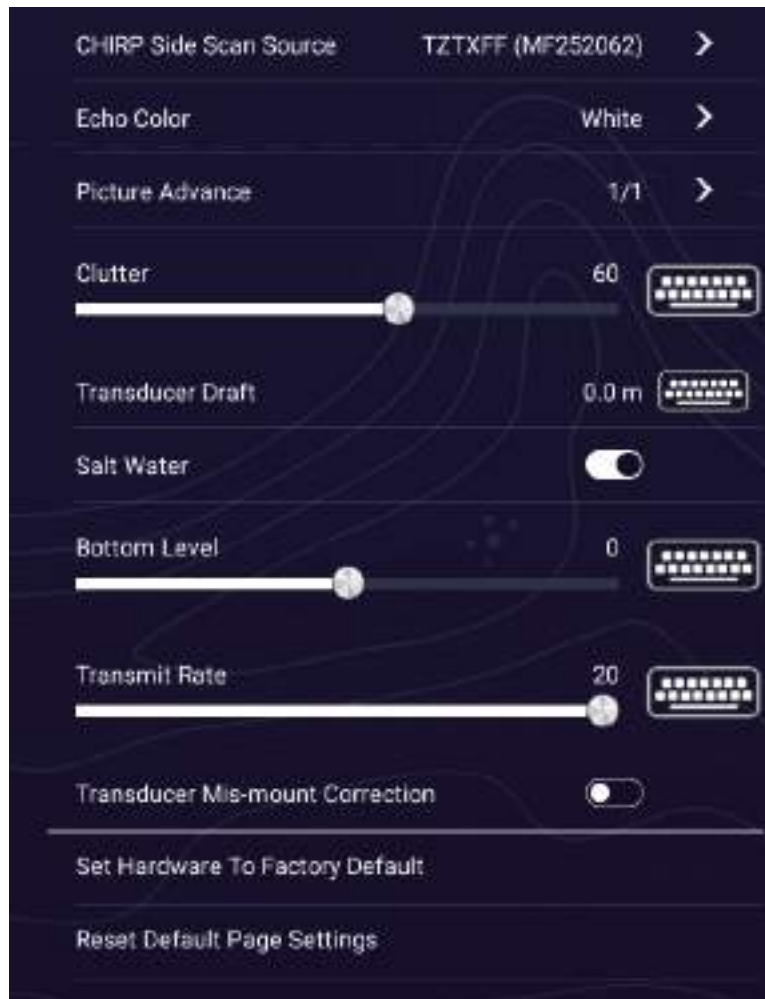 CHIRP Side Scan Source TZTXFF (MF252062)
Echo Color White
Picture Advance 1/1
Clutter 60
Transducer Draft 0.0 m
Salt Water
Bottom Level 0
Transmit Rate 20
Transducer Mis-mount Correction
Set Hardware To Factory Default
Reset Default Page Settings